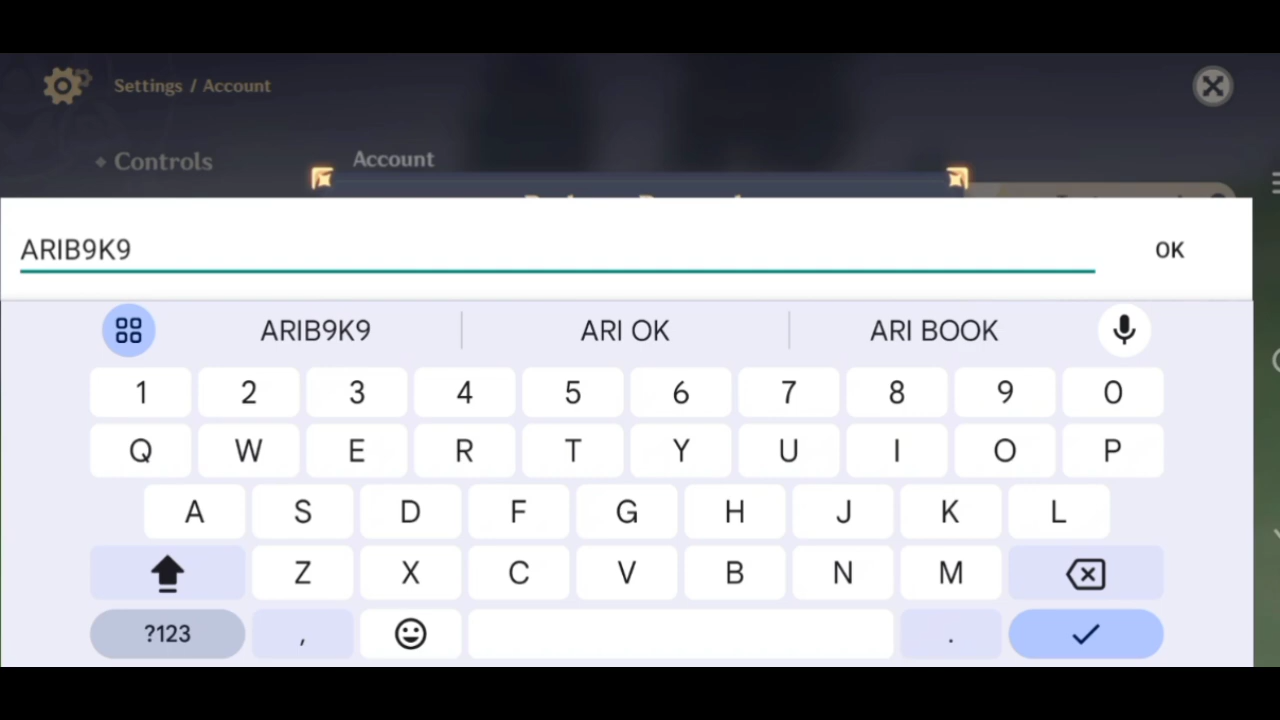 Settings / Account
Controls
Account
ARIB9K9
OK
ARIB9K9
ARI OK
ARI BOOK
1 2 3 4 5 6 7 8 9 0
Q W E R T Y U I O P
A S D F G H J K L
Z X C V B N M
?123 , .